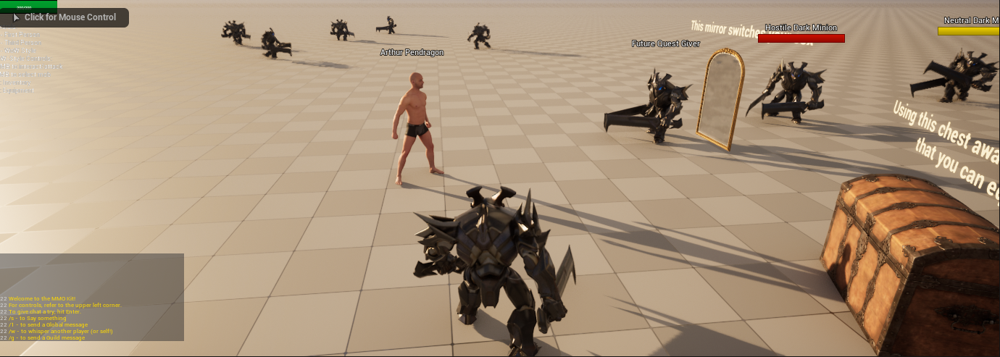 Click for Mouse Control
Arthur Pendragon
Future Quest Giver
This mirror switches
Hostile Dark Minion
Neutral Dark M
Using this chest awa
that you can eq
22 Welcome to the MMO Kit!
22 For controls, refer to the upper left corner.
22 To give chat a try, hit Enter.
22 /s - to Say something
22 /1 - to send a Global message
22 /w - to whisper another player (or self!)
22 /g - to send a Guild message